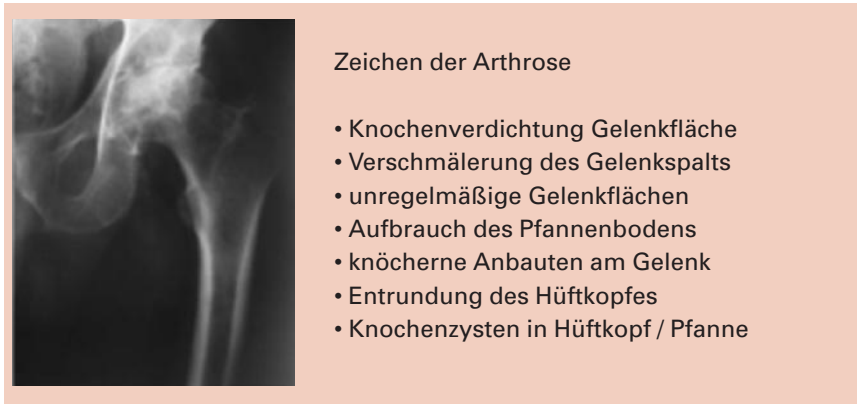 Zeichen der Arthrose
• Knochenverdichtung Gelenkfläche
• Verschmälerung des Gelenkspalts
• unregelmäßige Gelenkflächen
• Aufbrauch des Pfannenbodens
• knöcherne Anbauten am Gelenk
• Entrundung des Hüftkopfes
• Knochenzysten in Hüftkopf / Pfanne